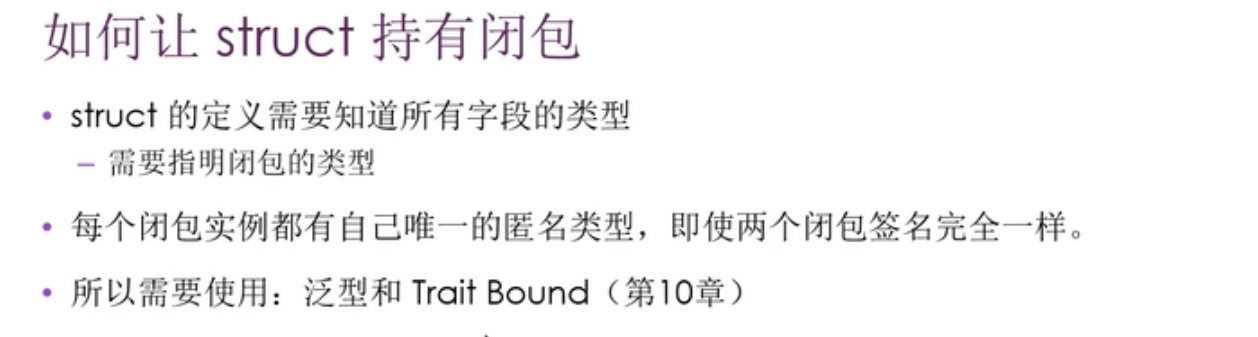 如何让 struct 持有闭包
• struct 的定义需要知道所有字段的类型
– 需要指明闭包的类型
• 每个闭包实例都有自己唯一的匿名类型，即使两个闭包签名完全一样。
• 所以需要使用：泛型和 Trait Bound（第10章）